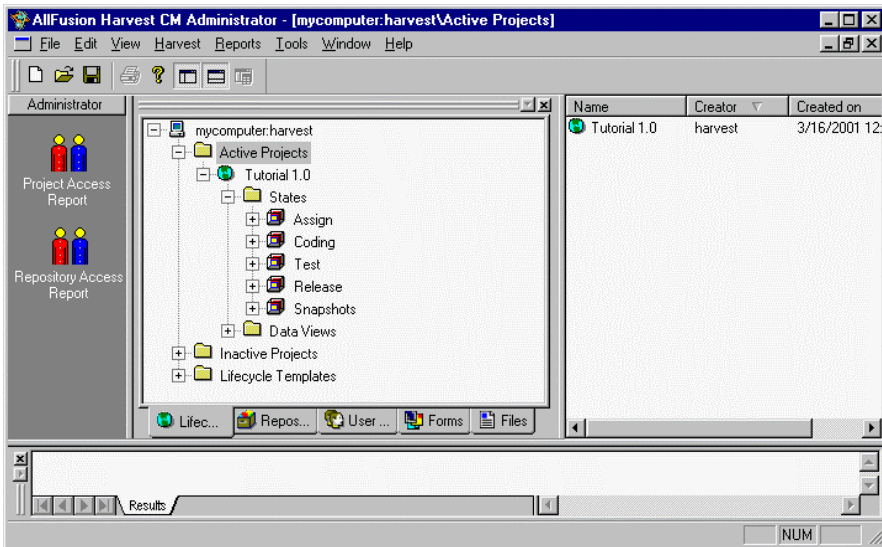 AllFusion Harvest CM Administrator - [mycomputer:harvest\Active Projects]
File Edit View Harvest Reports Tools Window Help
Administrator
Project Access
Report
Repository Access
Report
mycomputer:harvest
Active Projects
Tutorial 1.0
States
Assign
Coding
Test
Release
Snapshots
Data Views
Inactive Projects
Lifecycle Templates
Lifec... Repos... User ... Forms Files
Name Creator Created on
Tutorial 1.0 harvest 3/16/2001 12:
Results
NUM